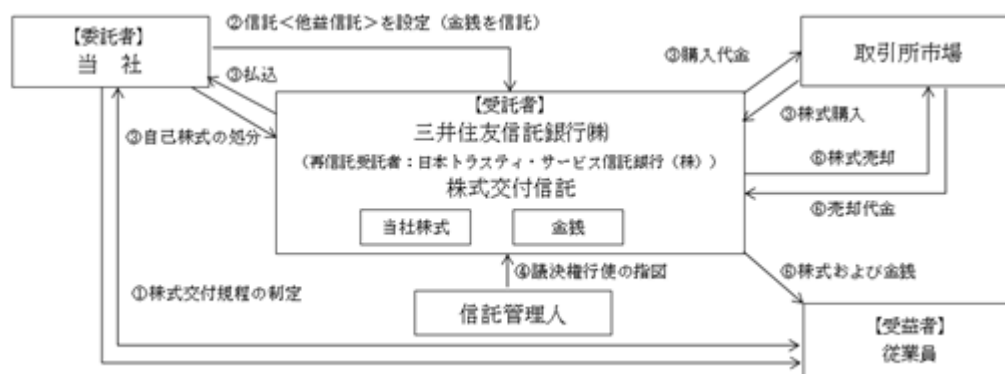 ②信託<他益信託>を設定（金銭を信託）
【委託者】
当 社
③払込
③購入代金
取引所市場
【受託者】
三井住友信託銀行㈱
（再信託受託者：日本トラスティ・サービス信託銀行（株））
株式交付信託
③自己株式の処分
③株式購入
⑥株式売却
⑥売却代金
当社株式
金銭
④議決権行使の指図
⑥株式および金銭
①株式交付規程の制定
信託管理人
【受益者】
従業員